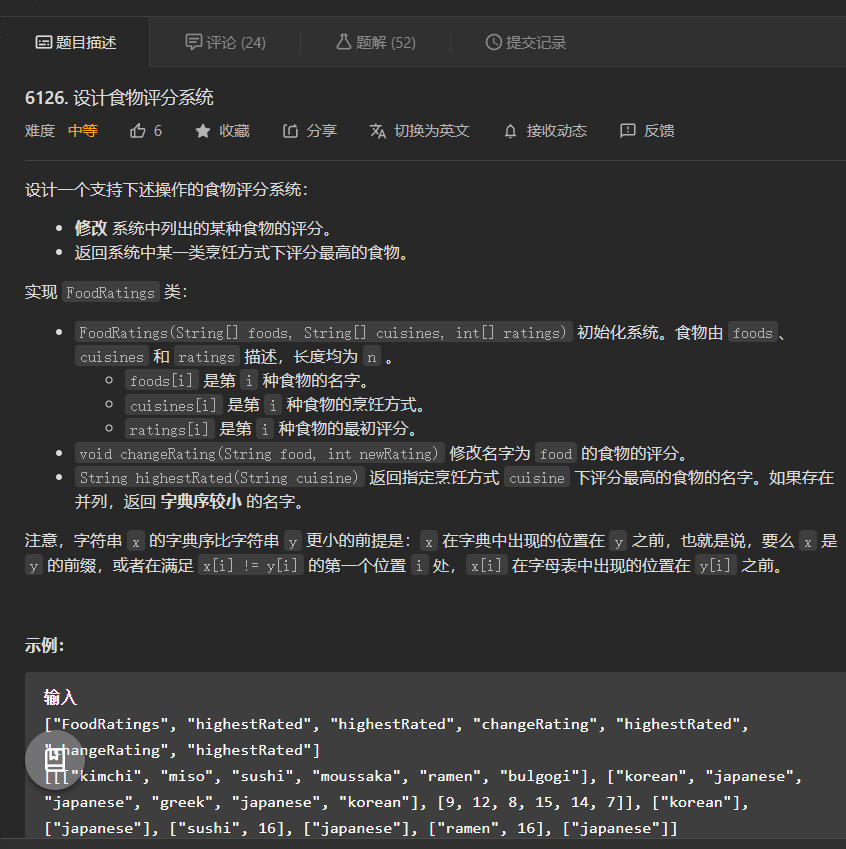 题目描述 评论 (24) 题解 (52) 提交记录
6126. 设计食物评分系统
难度 中等 6 收藏 分享 切换为英文 接收动态 反馈
设计一个支持下述操作的食物评分系统：
修改 系统中列出的某种食物的评分。
返回系统中某一类烹饪方式下评分最高的食物。
实现 FoodRatings 类：
FoodRatings(String[] foods, String[] cuisines, int[] ratings) 初始化系统。食物由 foods、
cuisines 和 ratings 描述，长度均为 n 。
foods[i] 是第 i 种食物的名字。
cuisines[i] 是第 i 种食物的烹饪方式。
ratings[i] 是第 i 种食物的最初评分。
void changeRating(String food, int newRating) 修改名字为 food 的食物的评分。
String highestRated(String cuisine) 返回指定烹饪方式 cuisine 下评分最高的食物的名字。如果存在
并列，返回 字典序较小 的名字。
注意，字符串 x 的字典序比字符串 y 更小的前提是：x 在字典中出现的位置在 y 之前，也就是说，要么 x 是
y 的前缀，或者在满足 x[i] != y[i] 的第一个位置 i 处，x[i] 在字母表中出现的位置在 y[i] 之前。
示例：
输入
["FoodRatings", "highestRated", "highestRated", "changeRating", "highestRated",
"changeRating", "highestRated"]
[[["kimchi", "miso", "sushi", "moussaka", "ramen", "bulgogi"], ["korean", "japanese",
"japanese", "greek", "japanese", "korean"], [9, 12, 8, 15, 14, 7]], ["korean"],
["japanese"], ["sushi", 16], ["japanese"], ["ramen", 16], ["japanese"]]